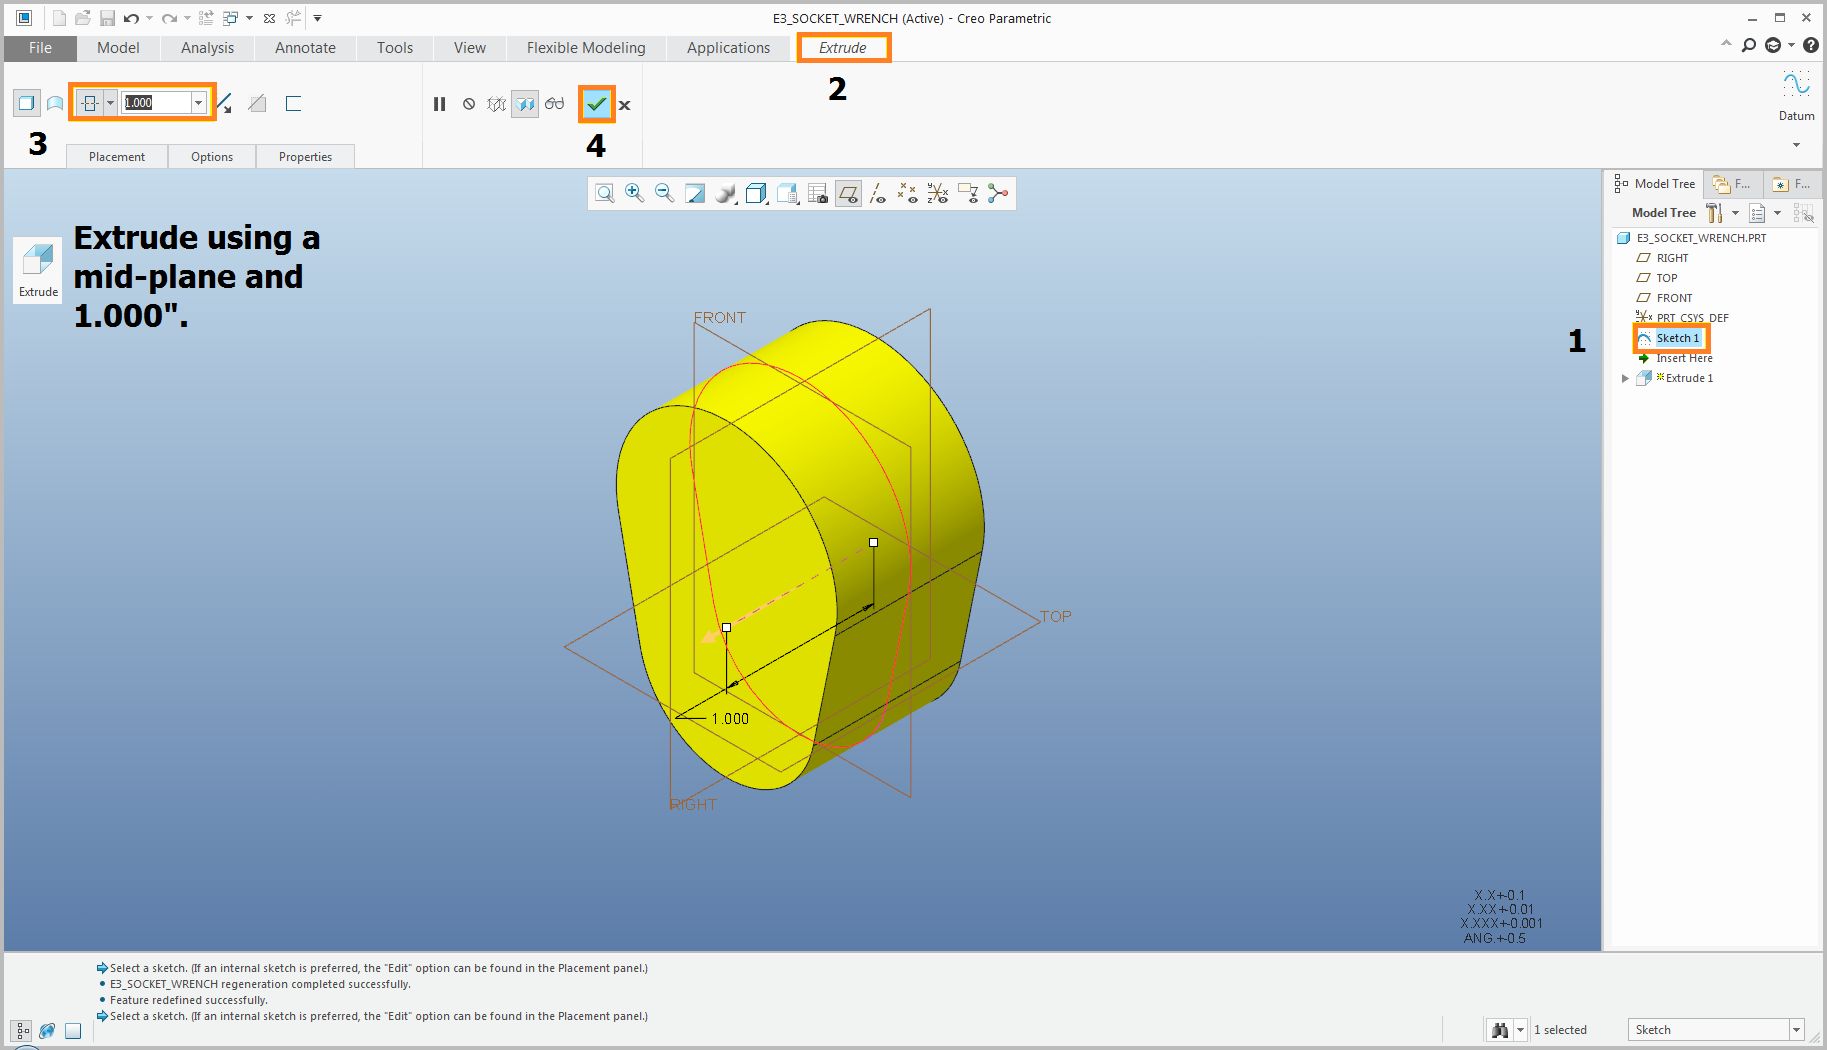 E3_SOCKET_WRENCH (Active) - Creo Parametric
File Model Analysis Annotate Tools View Flexible Modeling Applications Extrude
2
1.000
3
4
Datum
Placement Options Properties
Model Tree F... F...
Model Tree
Extrude using a
mid-plane and
1.000".
Extrude
E3_SOCKET_WRENCH.PRT
RIGHT
TOP
FRONT
PRT_CSYS_DEF
1
Sketch 1
Insert Here
Extrude 1
FRONT
TOP
1.000
RIGHT
X.X+-0.1
X.XX+-0.01
X.XXX+-0.001
ANG.+-0.5
Select a sketch. (If an internal sketch is preferred, the "Edit" option can be found in the Placement panel.)
E3_SOCKET_WRENCH regeneration completed successfully.
Feature redefined successfully.
Select a sketch. (If an internal sketch is preferred, the "Edit" option can be found in the Placement panel.)
1 selected
Sketch